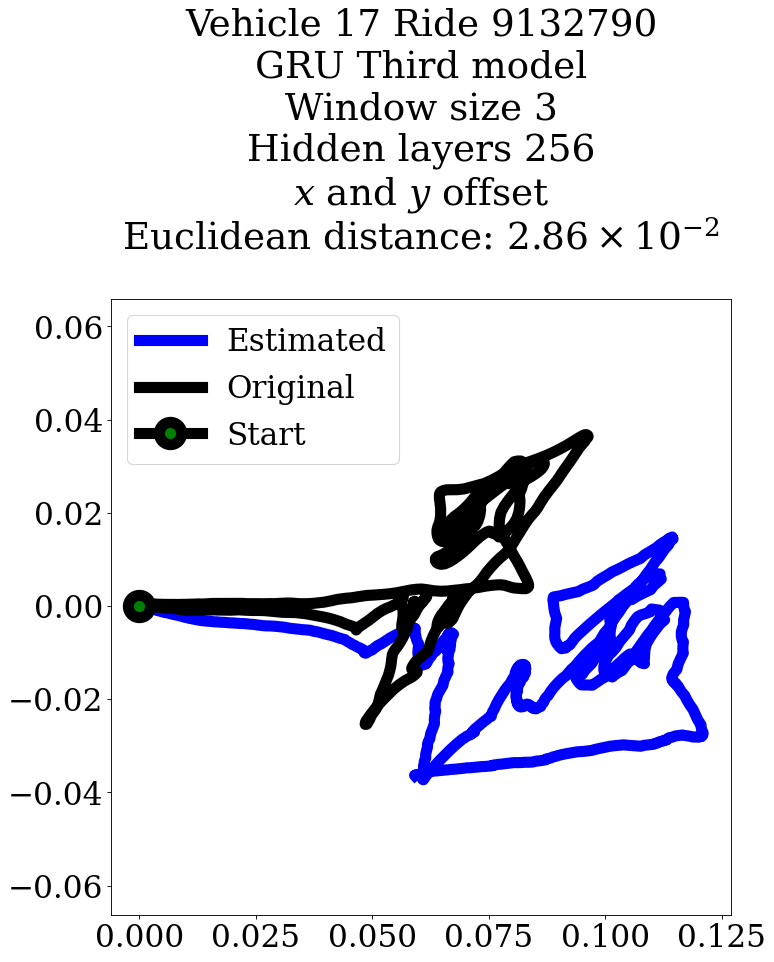 Vehicle 17 Ride 9132790
GRU Third model
Window size 3
Hidden layers 256
x and y offset
Euclidean distance: 2.86 × 10⁻²
0.06
0.04
0.02
0.00
−0.02
−0.04
−0.06
Estimated
Original
Start
0.000 0.025 0.050 0.075 0.100 0.125